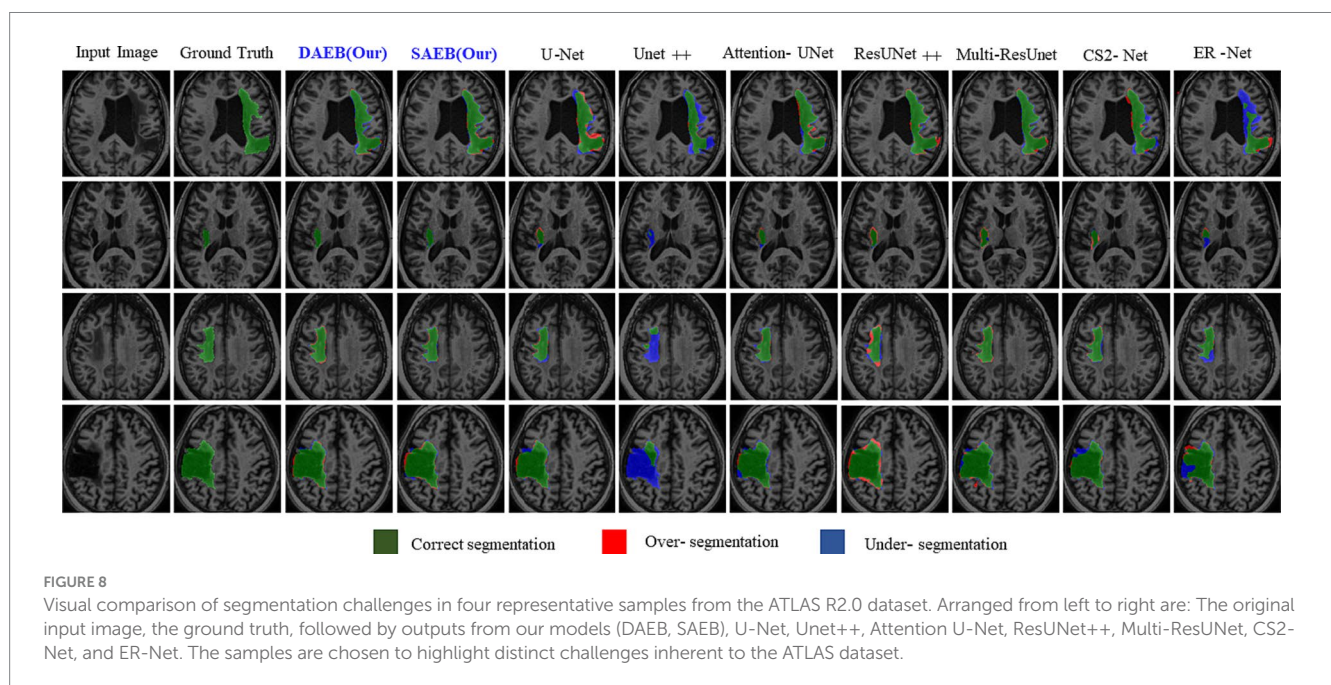 Input Image Ground Truth DAEB(Our) SAEB(Our) U-Net Unet ++ Attention- UNet ResUNet ++ Multi-ResUnet CS2- Net ER -Net
Correct segmentation Over- segmentation Under- segmentation
FIGURE 8
Visual comparison of segmentation challenges in four representative samples from the ATLAS R2.0 dataset. Arranged from left to right are: The original
input image, the ground truth, followed by outputs from our models (DAEB, SAEB), U-Net, Unet++, Attention U-Net, ResUNet++, Multi-ResUNet, CS2-
Net, and ER-Net. The samples are chosen to highlight distinct challenges inherent to the ATLAS dataset.